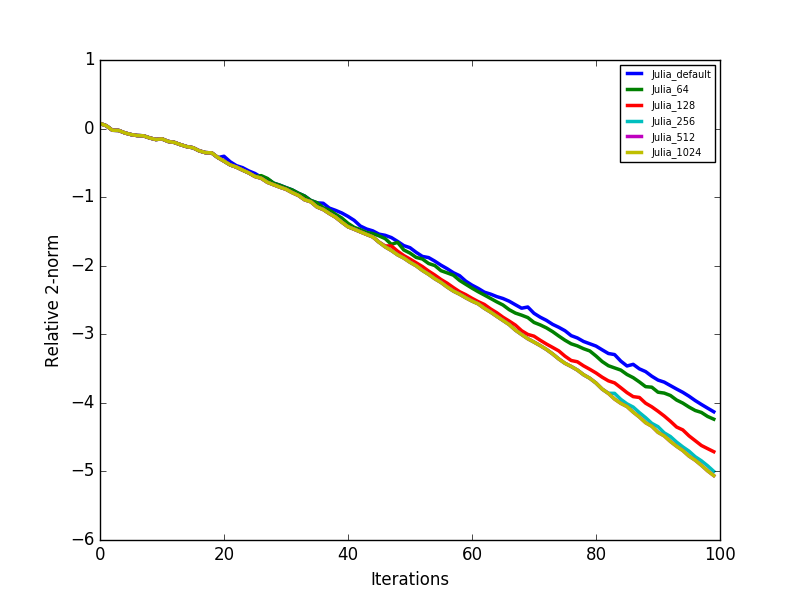 1
0
−1
−2
−3
−4
−5
−6
Relative 2-norm
0 20 40 60 80 100
Iterations
Julia_default
Julia_64
Julia_128
Julia_256
Julia_512
Julia_1024